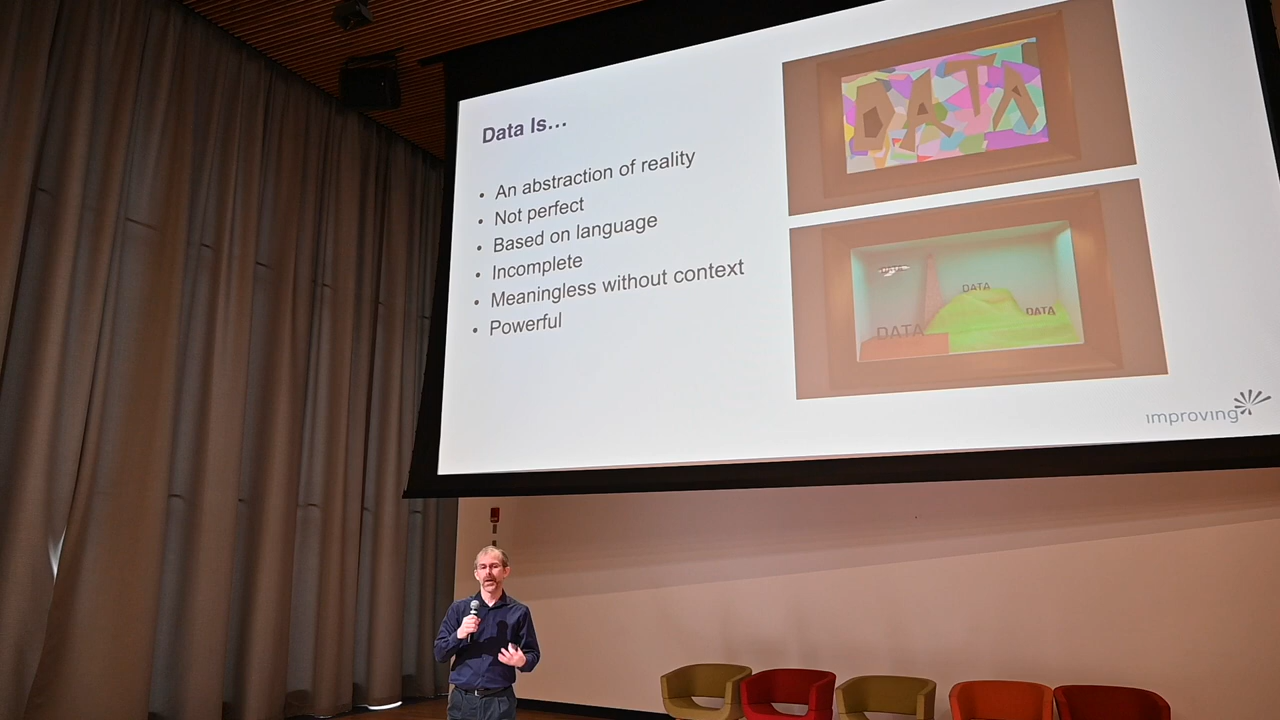 Data Is...
• An abstraction of reality
• Not perfect
• Based on language
• Incomplete
• Meaningless without context
• Powerful
DATA
DATA
DATA
DATA
DATA
improving